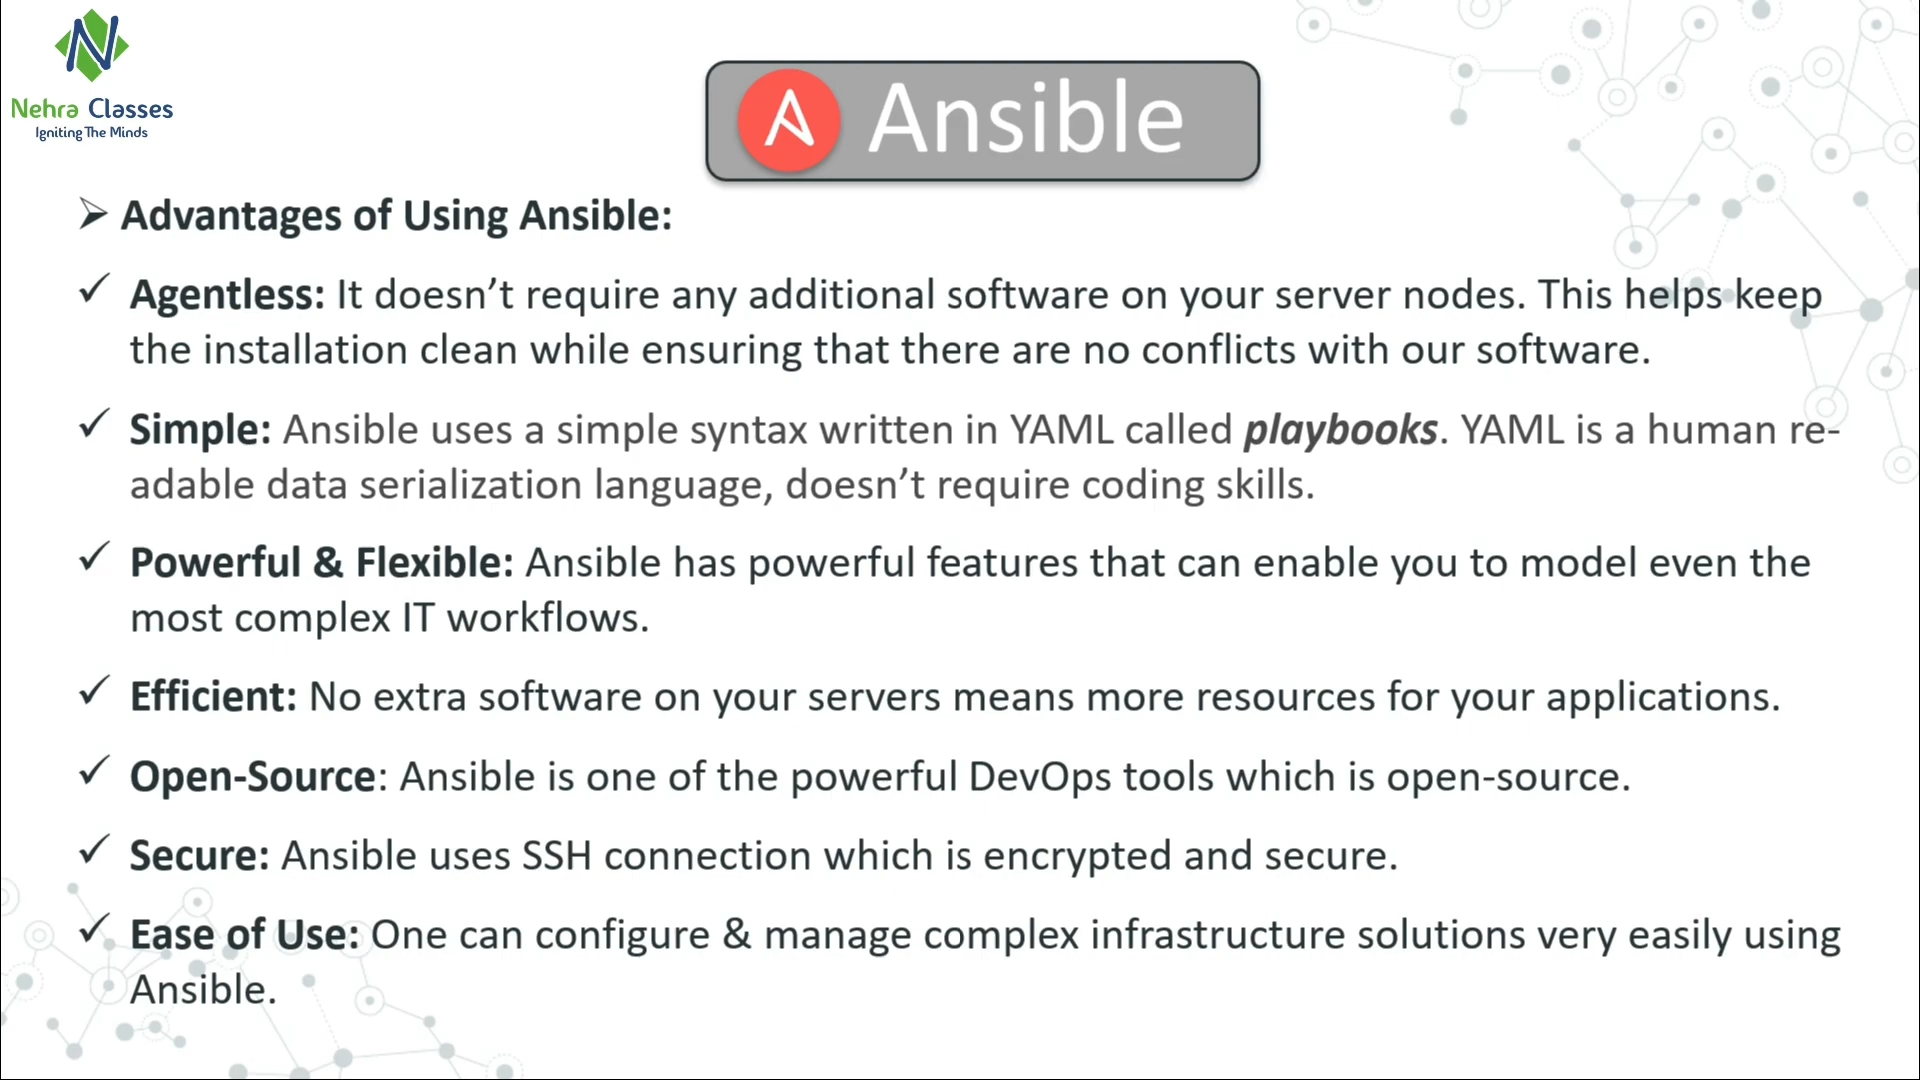 Nehra Classes
Igniting The Minds
Ansible
Advantages of Using Ansible:
Agentless: It doesn’t require any additional software on your server nodes. This helps keep
the installation clean while ensuring that there are no conflicts with our software.
Simple: Ansible uses a simple syntax written in YAML called playbooks. YAML is a human re-
adable data serialization language, doesn’t require coding skills.
Powerful & Flexible: Ansible has powerful features that can enable you to model even the
most complex IT workflows.
Efficient: No extra software on your servers means more resources for your applications.
Open-Source: Ansible is one of the powerful DevOps tools which is open-source.
Secure: Ansible uses SSH connection which is encrypted and secure.
Ease of Use: One can configure & manage complex infrastructure solutions very easily using
Ansible.